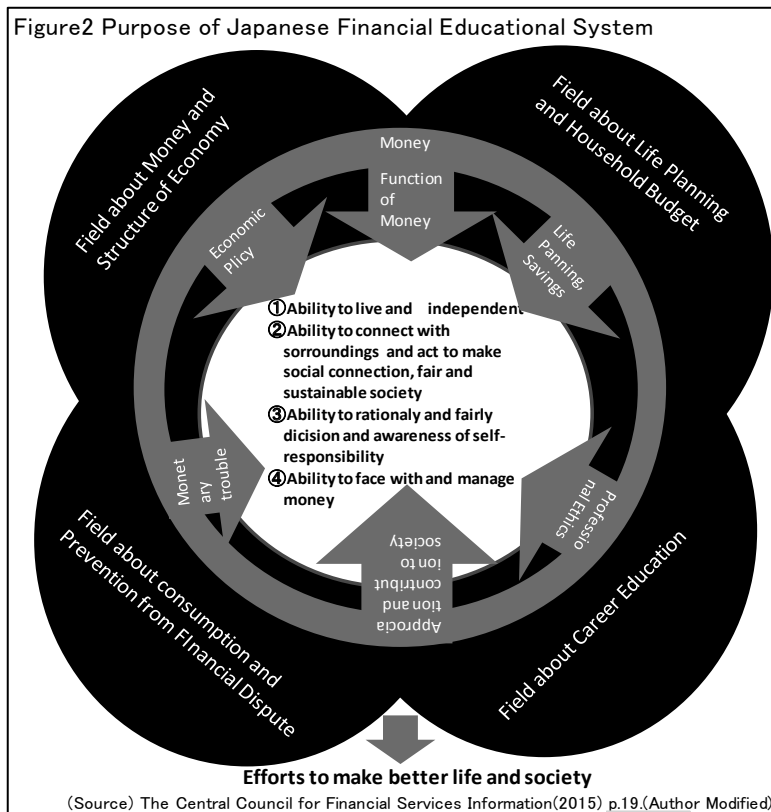 Figure2 Purpose of Japanese Financial Educational System
Field about Money and
Structure of Economy
Field about Life Planning
and Household Budget
Money
Function
of
Money
Economic
Plicy
Life
Panning,
Savings
①Ability to live and independent
②Ability to connect with
sorroundings and act to make
social connection, fair and
sustainable society
③Ability to rationaly and fairly
dicision and awareness of self-
responsibility
④Ability to face with and manage
money
Monet
ary
trouble
Professio
nal Ethics
Approcia
tion and
contribut
ion to
society
Field about consumption and
Prevention from FInancial Dispute
Field about Career Education
Efforts to make better life and society
(Source) The Central Council for Financial Services Information(2015) p.19.(Author Modified)